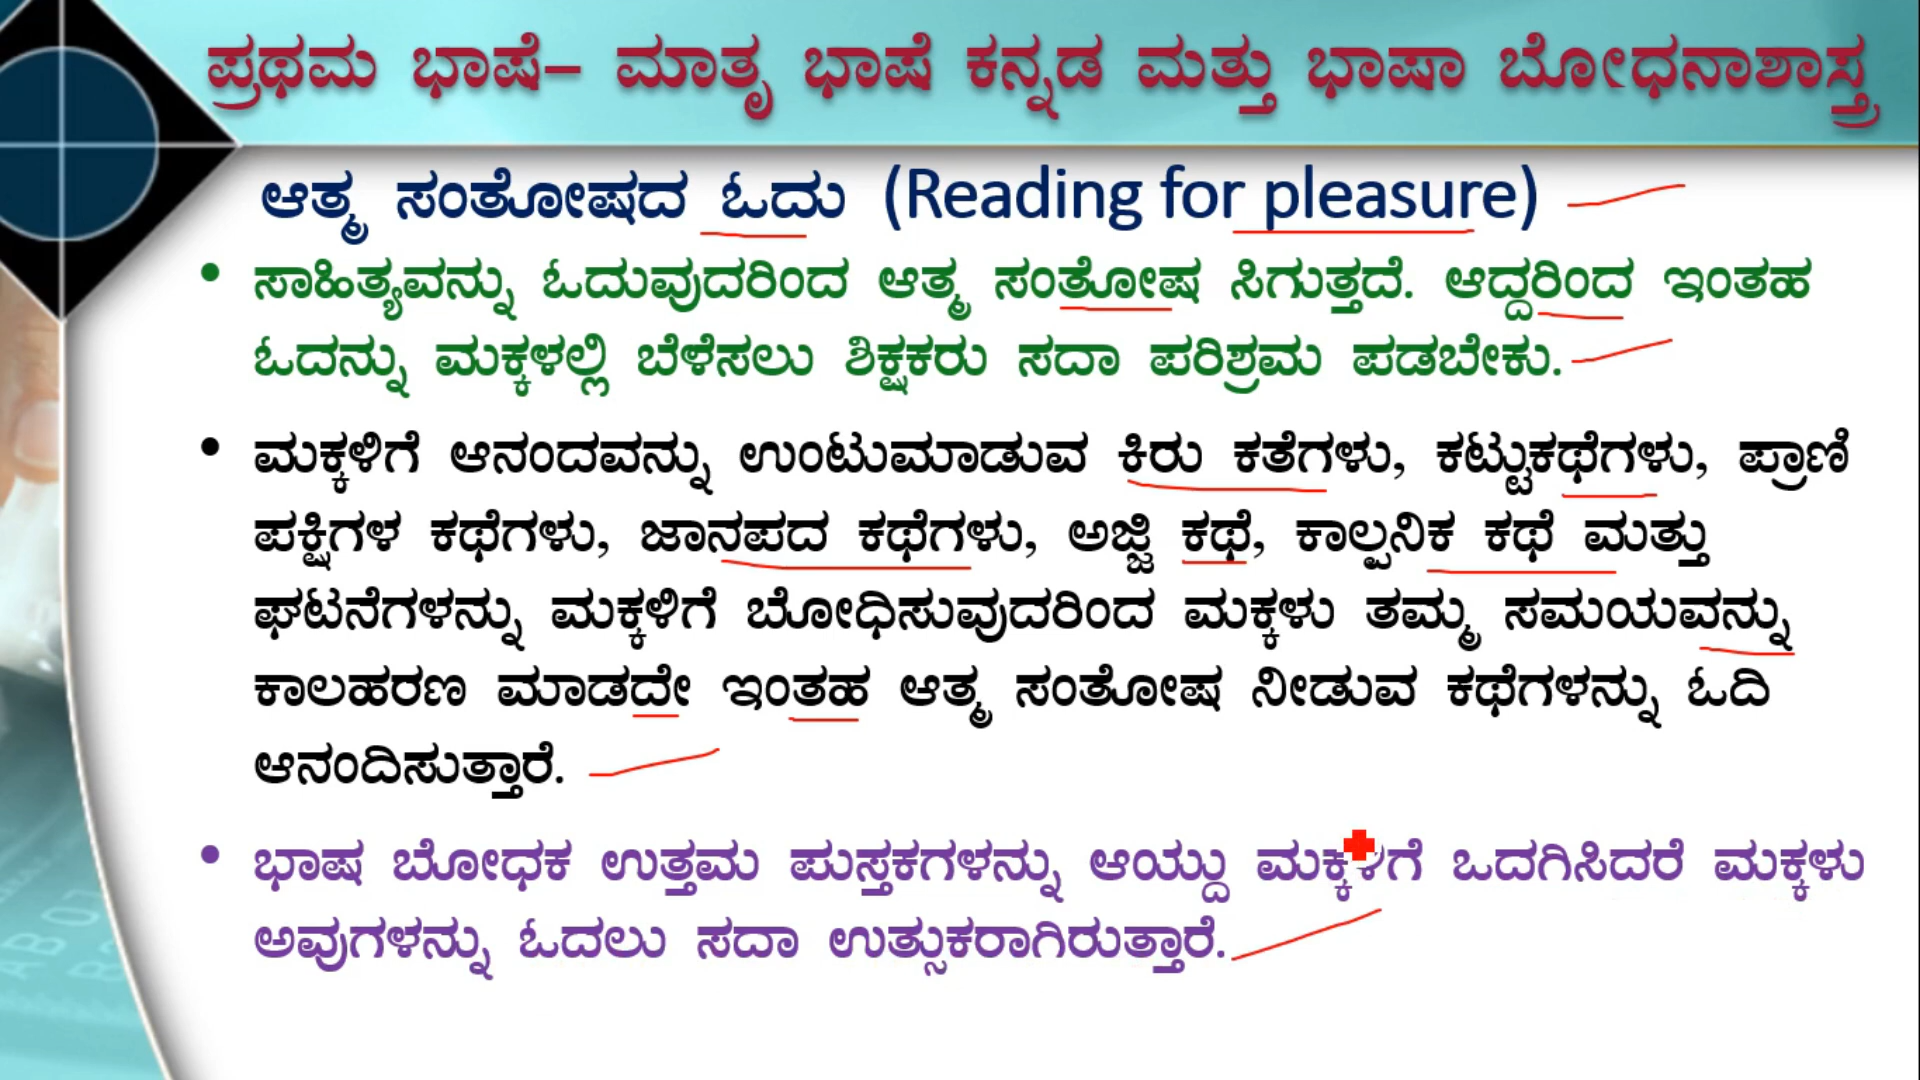 ಪ್ರಥಮ ಭಾಷೆ– ಮಾತೃ ಭಾಷೆ ಕನ್ನಡ ಮತ್ತು ಭಾಷಾ ಬೋಧನಾಶಾಸ್ತ್ರ
ಆತ್ಮ ಸಂತೋಷದ ಓದು (Reading for pleasure)
• ಸಾಹಿತ್ಯವನ್ನು ಓದುವುದರಿಂದ ಆತ್ಮ ಸಂತೋಷ ಸಿಗುತ್ತದೆ. ಆದ್ದರಿಂದ ಇಂತಹ
ಓದನ್ನು ಮಕ್ಕಳಲ್ಲಿ ಬೆಳೆಸಲು ಶಿಕ್ಷಕರು ಸದಾ ಪರಿಶ್ರಮ ಪಡಬೇಕು.
• ಮಕ್ಕಳಿಗೆ ಆನಂದವನ್ನು ಉಂಟುಮಾಡುವ ಕಿರು ಕತೆಗಳು, ಕಟ್ಟುಕಥೆಗಳು, ಪ್ರಾಣಿ
ಪಕ್ಷಿಗಳ ಕಥೆಗಳು, ಜಾನಪದ ಕಥೆಗಳು, ಅಜ್ಜಿ ಕಥೆ, ಕಾಲ್ಪನಿಕ ಕಥೆ ಮತ್ತು
ಘಟನೆಗಳನ್ನು ಮಕ್ಕಳಿಗೆ ಬೋಧಿಸುವುದರಿಂದ ಮಕ್ಕಳು ತಮ್ಮ ಸಮಯವನ್ನು
ಕಾಲಹರಣ ಮಾಡದೇ ಇಂತಹ ಆತ್ಮ ಸಂತೋಷ ನೀಡುವ ಕಥೆಗಳನ್ನು ಓದಿ
ಆನಂದಿಸುತ್ತಾರೆ.
• ಭಾಷ ಬೋಧಕ ಉತ್ತಮ ಪುಸ್ತಕಗಳನ್ನು ಆಯ್ದು ಮಕ್ಕಳಿಗೆ ಒದಗಿಸಿದರೆ ಮಕ್ಕಳು
ಅವುಗಳನ್ನು ಓದಲು ಸದಾ ಉತ್ಸುಕರಾಗಿರುತ್ತಾರೆ.